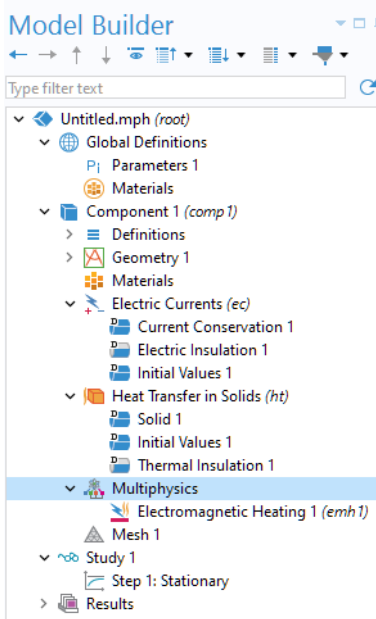 Model Builder
Type filter text
Untitled.mph (root)
Global Definitions
Pi Parameters 1
Materials
Component 1 (comp1)
Definitions
Geometry 1
Materials
Electric Currents (ec)
D Current Conservation 1
D Electric Insulation 1
D Initial Values 1
Heat Transfer in Solids (ht)
D Solid 1
D Initial Values 1
D Thermal Insulation 1
Multiphysics
Electromagnetic Heating 1 (emh1)
Mesh 1
Study 1
Step 1: Stationary
Results